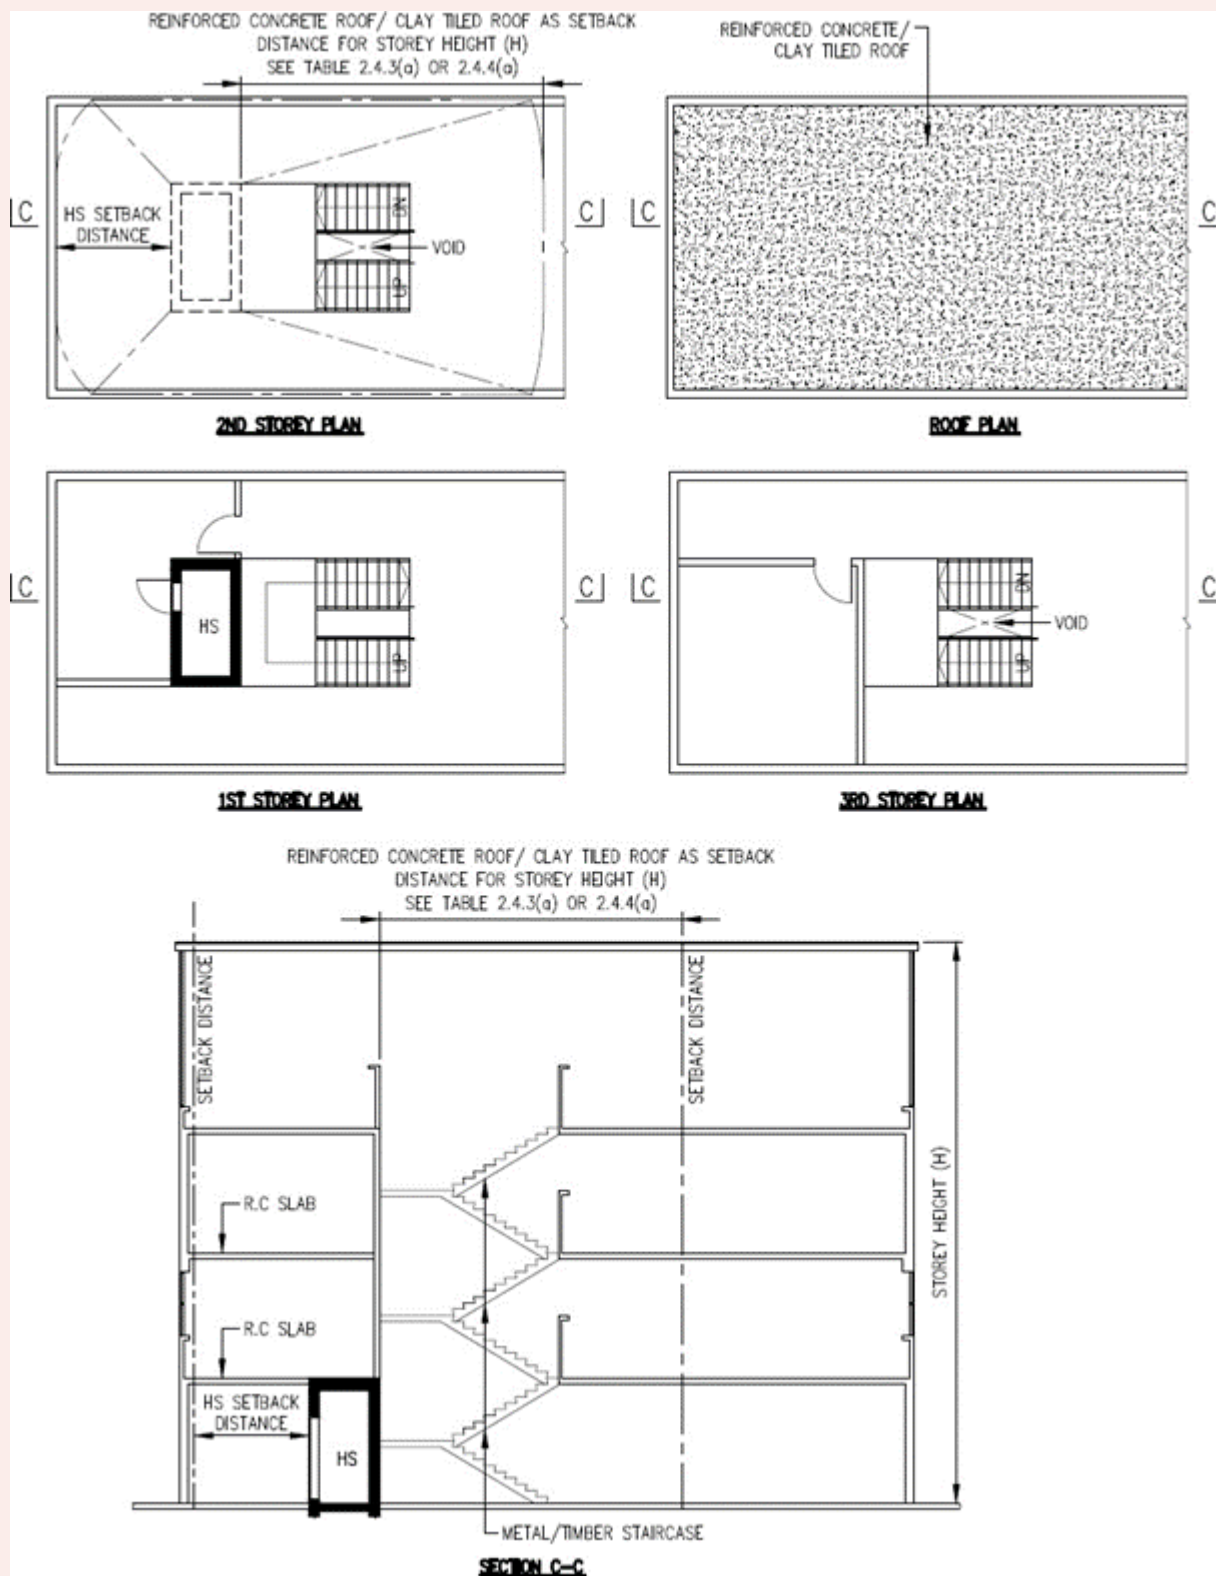 REINFORCED CONCRETE ROOF/ CLAY TILED ROOF AS SETBACK
DISTANCE FOR STOREY HEIGHT (H)
SEE TABLE 2.4.3(a) OR 2.4.4(a)
REINFORCED CONCRETE/
CLAY TILED ROOF
C
HS SETBACK
DISTANCE
DN
VOID
UP
C
C
C
2ND STOREY PLAN
ROOF PLAN
C
HS
UP
C
C
DN
VOID
UP
C
1ST STOREY PLAN
3RD STOREY PLAN
REINFORCED CONCRETE ROOF/ CLAY TILED ROOF AS SETBACK
DISTANCE FOR STOREY HEIGHT (H)
SEE TABLE 2.4.3(a) OR 2.4.4(a)
SETBACK DISTANCE
SETBACK DISTANCE
STOREY HEIGHT (H)
R.C SLAB
R.C SLAB
HS SETBACK
DISTANCE
HS
METAL/TIMBER STAIRCASE
SECTION C-C